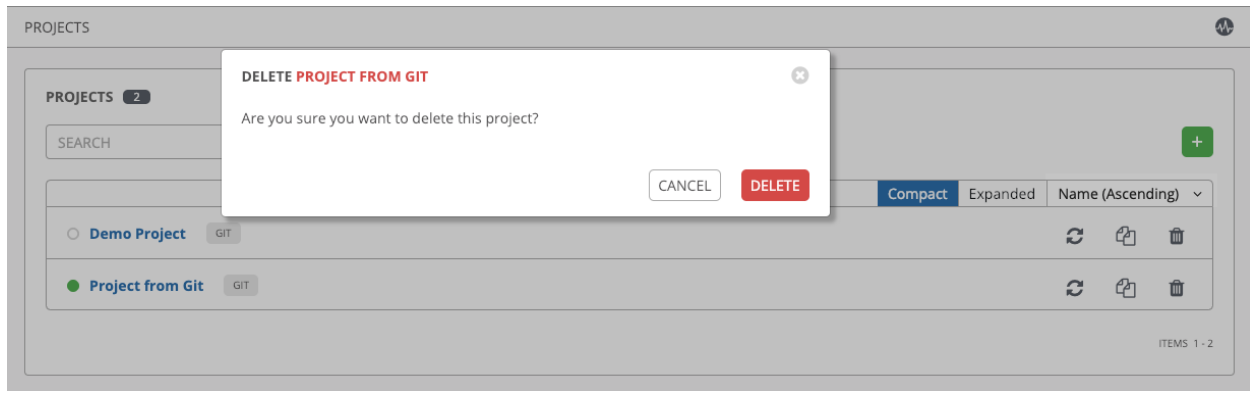 PROJECTS
DELETE PROJECT FROM GIT
Are you sure you want to delete this project?
CANCEL DELETE
PROJECTS 2
SEARCH
+
Compact Expanded Name (Ascending)
Demo Project GIT
Project from Git GIT
ITEMS 1 - 2